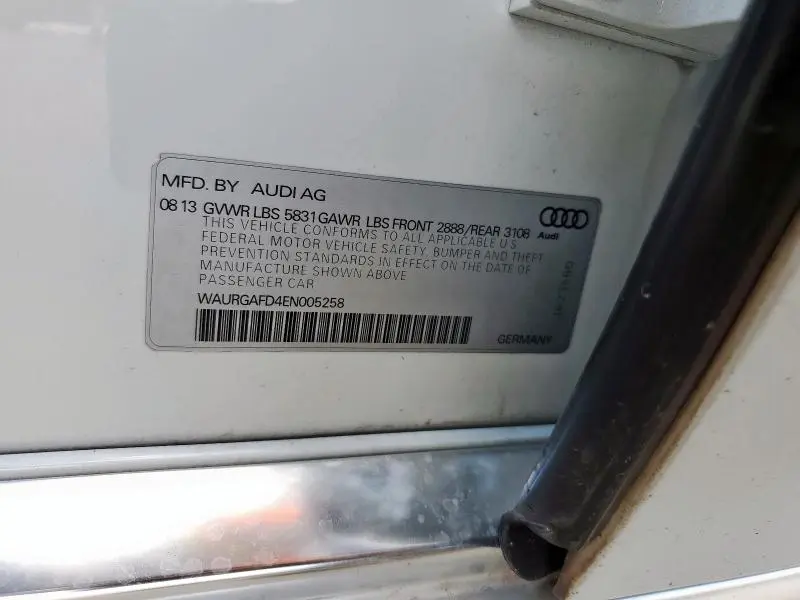 MFD. BY AUDI AG
08 13 GVWR LBS 5831 GAWR LBS FRONT 2888/REAR 3108
THIS VEHICLE CONFORMS TO ALL APPLICABLE U S
FEDERAL MOTOR VEHICLE SAFETY, BUMPER AND THEFT
PREVENTION STANDARDS IN EFFECT ON THE DATE OF
MANUFACTURE SHOWN ABOVE
PASSENGER CAR
Audi
WAURGAFD4EN005258
GERMANY